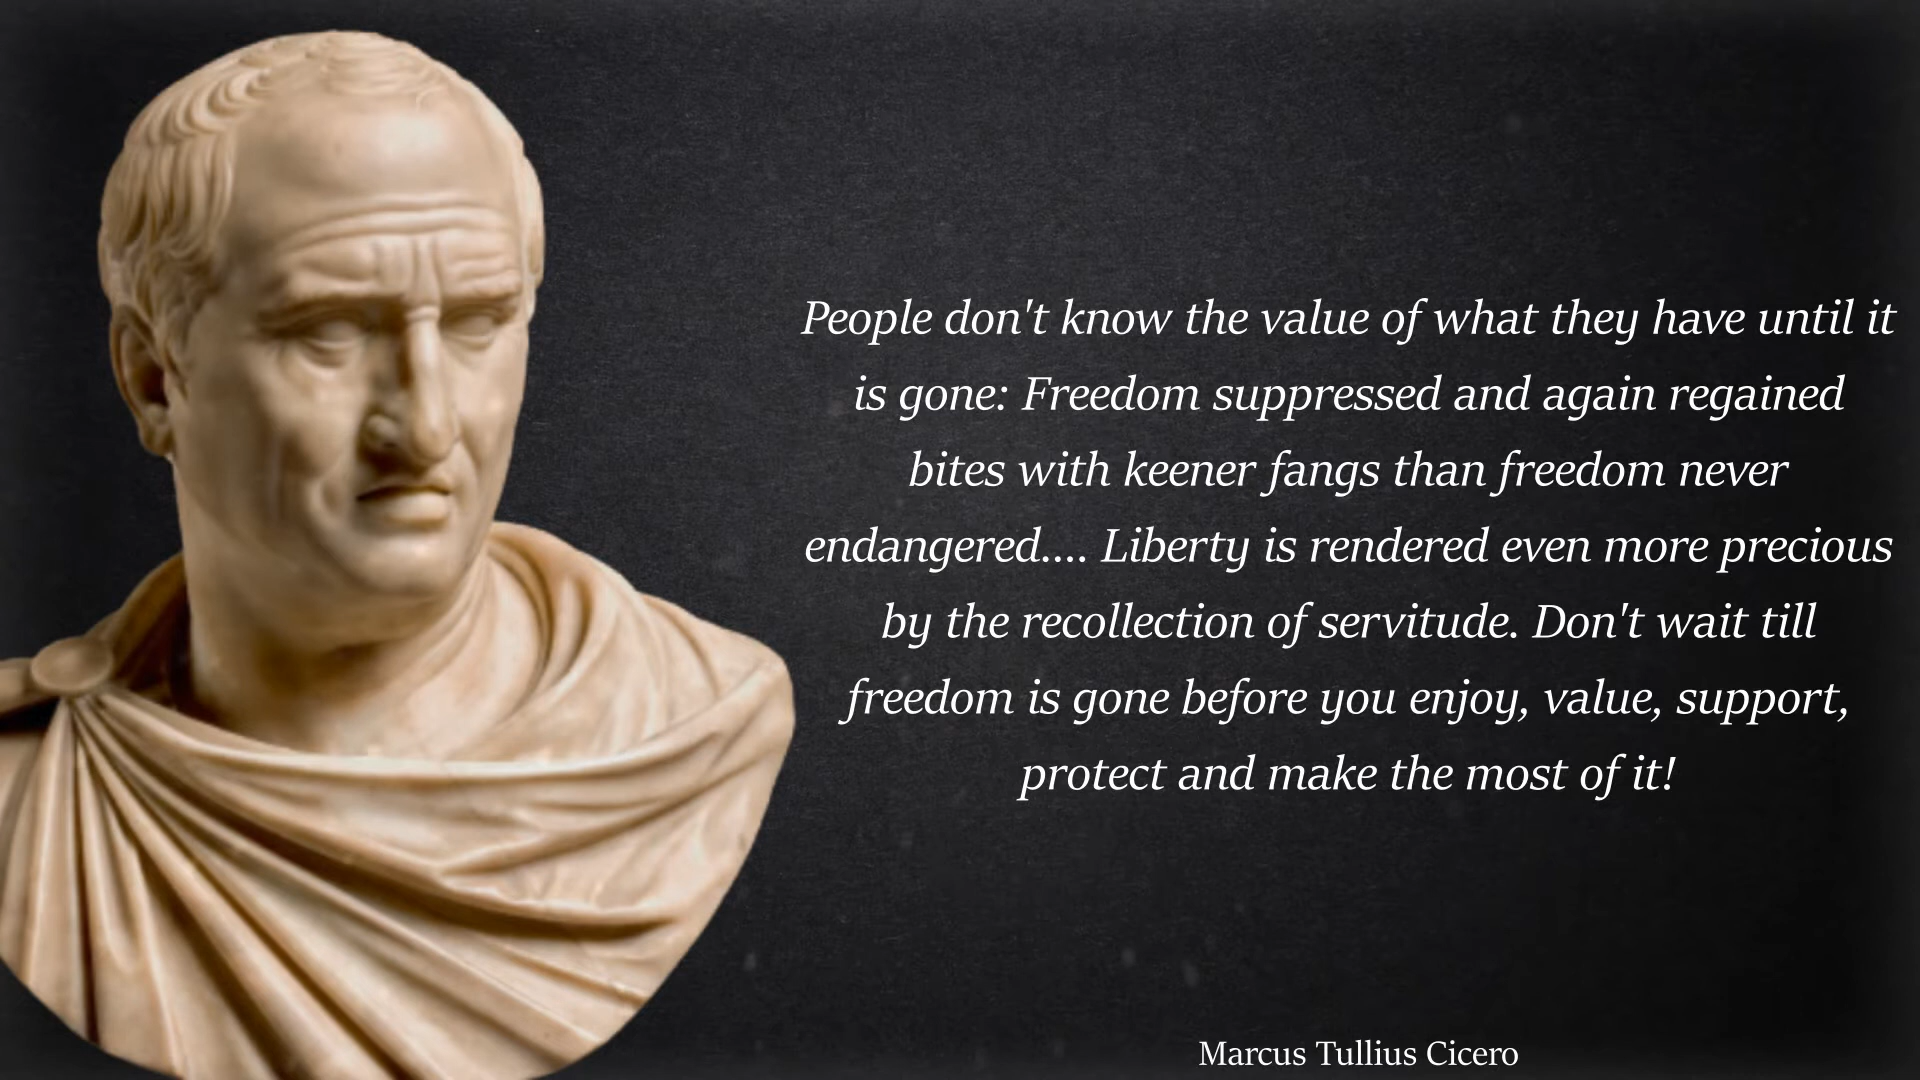 People don't know the value of what they have until it
is gone: Freedom suppressed and again regained
bites with keener fangs than freedom never
endangered.... Liberty is rendered even more precious
by the recollection of servitude. Don't wait till
freedom is gone before you enjoy, value, support,
protect and make the most of it!
Marcus Tullius Cicero